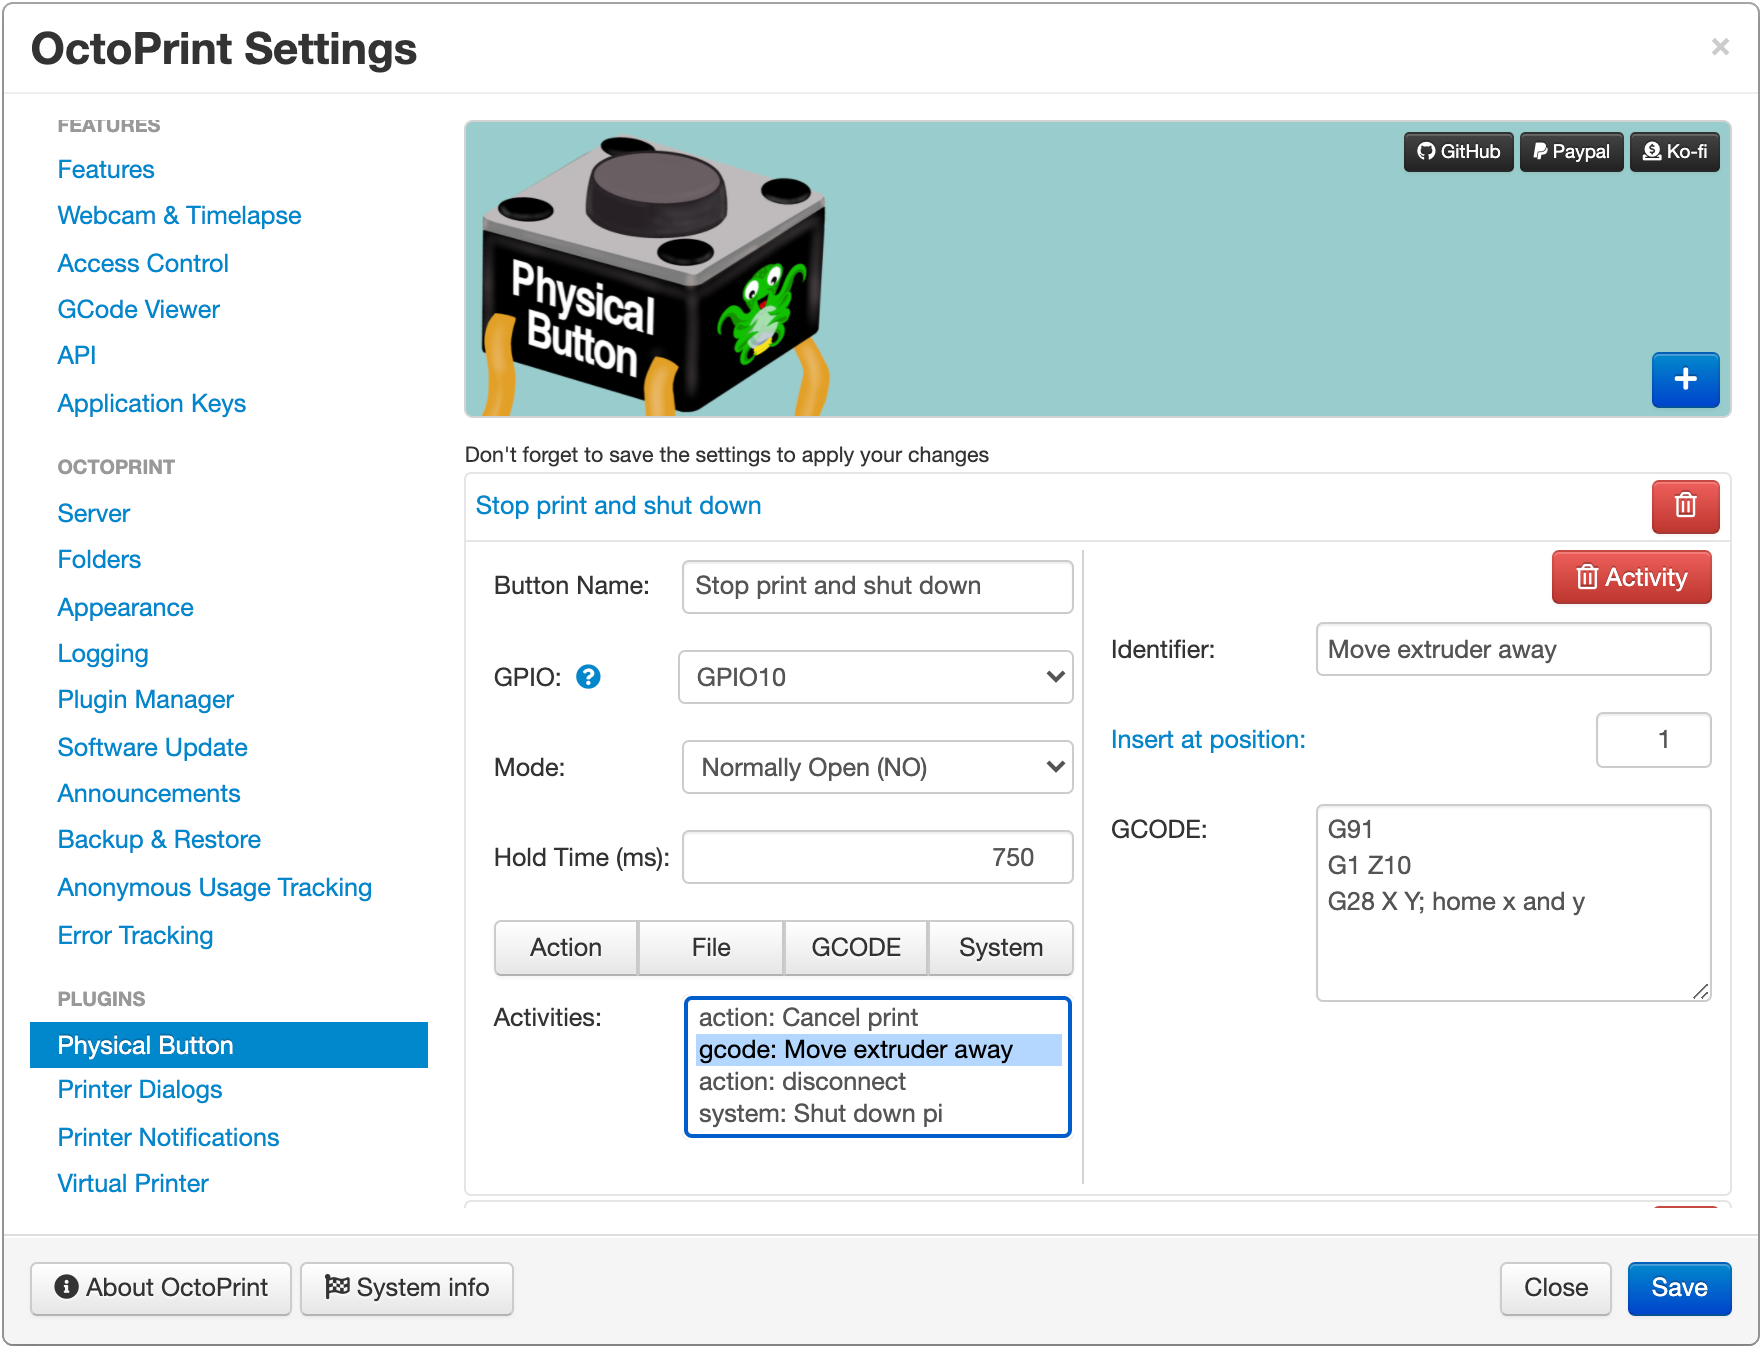 OctoPrint Settings
×
FEATURES
Features
Webcam & Timelapse
Access Control
GCode Viewer
API
Application Keys
OCTOPRINT
Server
Folders
Appearance
Logging
Plugin Manager
Software Update
Announcements
Backup & Restore
Anonymous Usage Tracking
Error Tracking
PLUGINS
Physical Button
Printer Dialogs
Printer Notifications
Virtual Printer
GitHub
Paypal
Ko-fi
Physical
Button
+
Don't forget to save the settings to apply your changes
Stop print and shut down
Button Name: Stop print and shut down
GPIO: ? GPIO10
Mode: Normally Open (NO)
Hold Time (ms): 750
Action File GCODE System
Activities:
action: Cancel print
gcode: Move extruder away
action: disconnect
system: Shut down pi
Activity
Identifier: Move extruder away
Insert at position: 1
GCODE:
G91
G1 Z10
G28 X Y; home x and y
About OctoPrint
System info
Close
Save